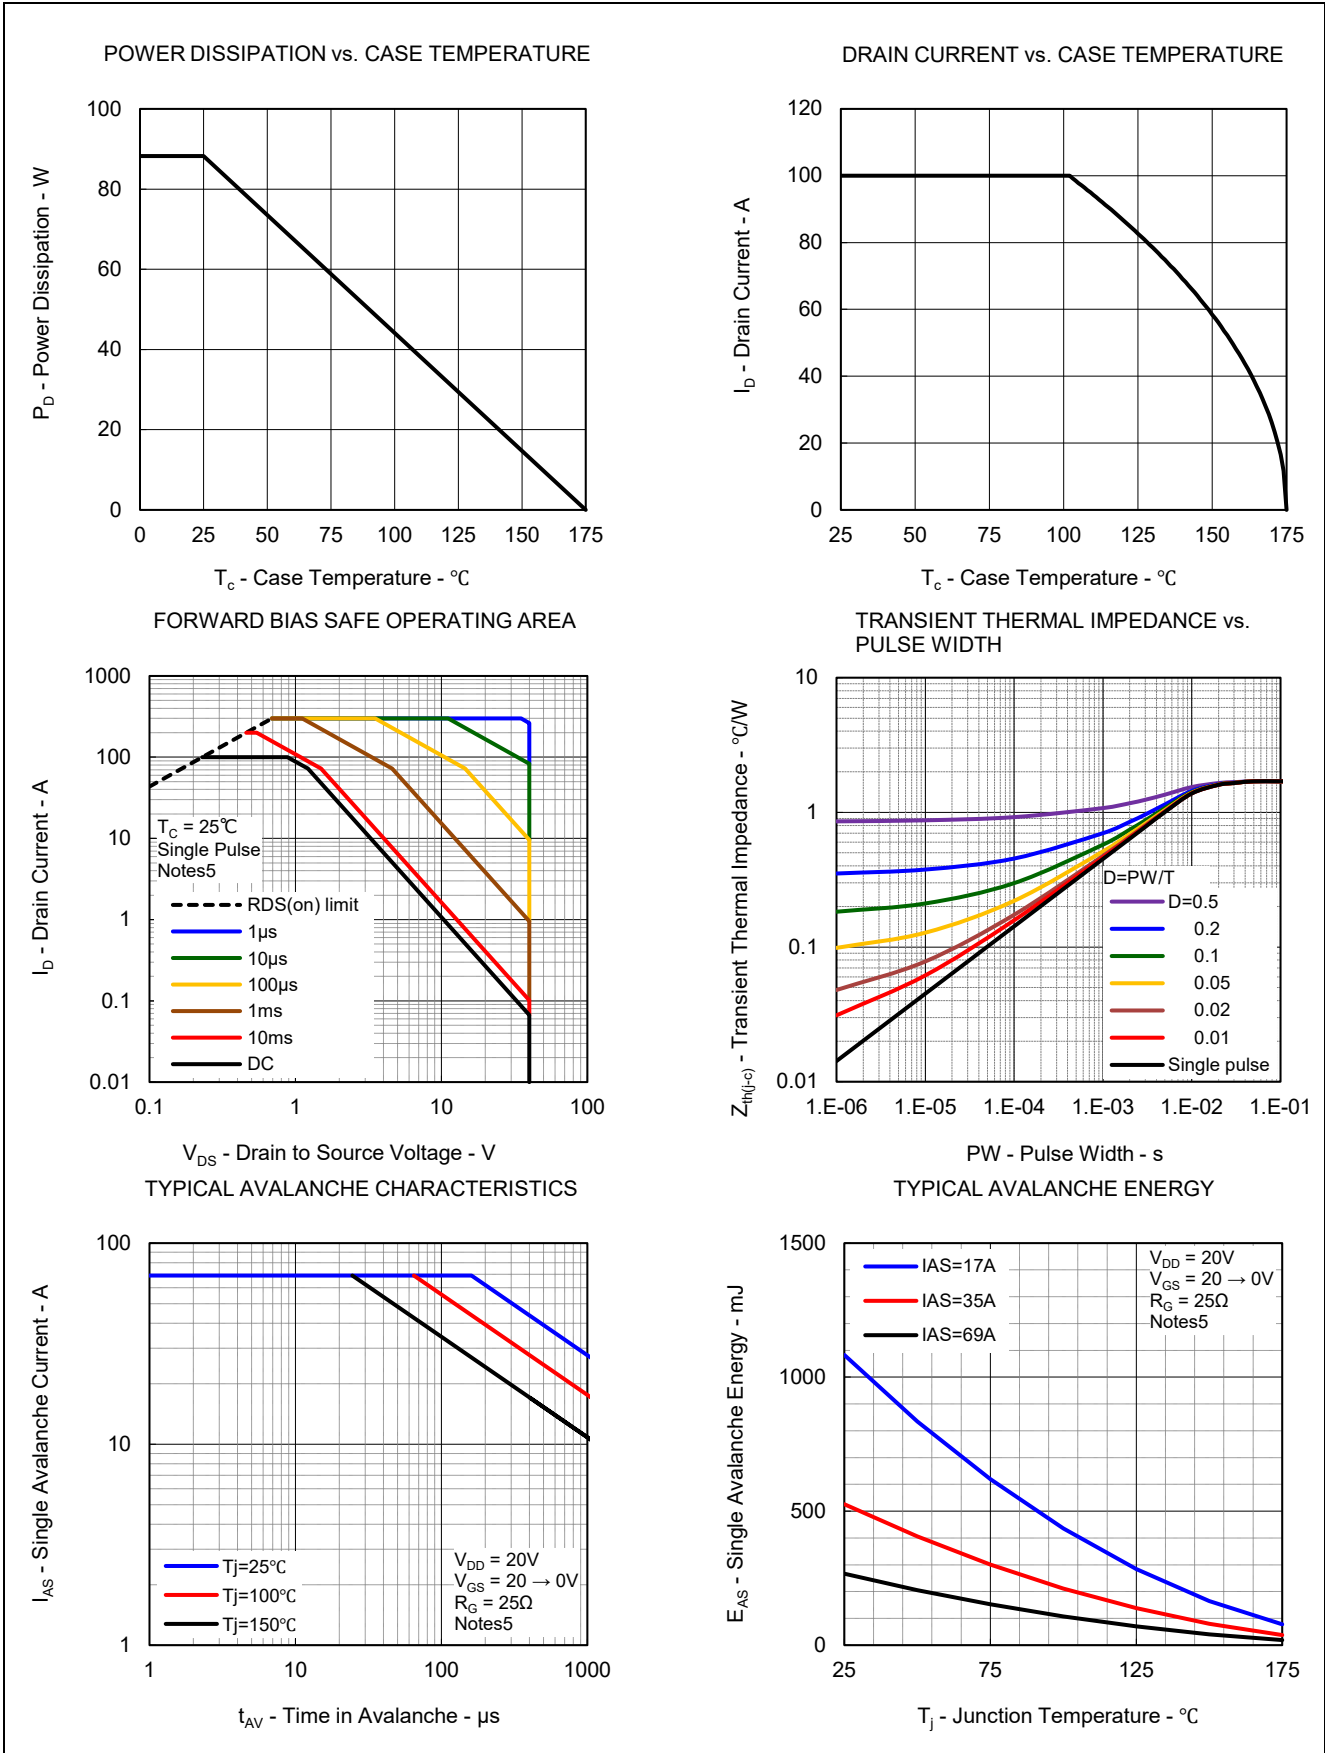 POWER DISSIPATION vs. CASE TEMPERATURE
P_D - Power Dissipation - W
100
80
60
40
20
0
0 25 50 75 100 125 150 175
T_c - Case Temperature - °C
DRAIN CURRENT vs. CASE TEMPERATURE
I_D - Drain Current - A
120
100
80
60
40
20
0
25 50 75 100 125 150 175
T_c - Case Temperature - °C
FORWARD BIAS SAFE OPERATING AREA
I_D - Drain Current - A
1000
100
10
1
0.1
0.01
T_C = 25℃
Single Pulse
Notes5
RDS(on) limit
1µs
10µs
100µs
1ms
10ms
DC
0.1 1 10 100
V_DS - Drain to Source Voltage - V
TRANSIENT THERMAL IMPEDANCE vs.
PULSE WIDTH
Z_th(j-c) - Transient Thermal Impedance - °C/W
10
1
0.1
0.01
D=PW/T
D=0.5
0.2
0.1
0.05
0.02
0.01
Single pulse
1.E-06 1.E-05 1.E-04 1.E-03 1.E-02 1.E-01
PW - Pulse Width - s
TYPICAL AVALANCHE CHARACTERISTICS
I_AS - Single Avalanche Current - A
100
10
1
Tj=25℃
Tj=100℃
Tj=150℃
V_DD = 20V
V_GS = 20 → 0V
R_G = 25Ω
Notes5
1 10 100 1000
t_AV - Time in Avalanche - µs
TYPICAL AVALANCHE ENERGY
E_AS - Single Avalanche Energy - mJ
1500
1000
500
0
IAS=17A
IAS=35A
IAS=69A
V_DD = 20V
V_GS = 20 → 0V
R_G = 25Ω
Notes5
25 75 125 175
T_j - Junction Temperature - °C